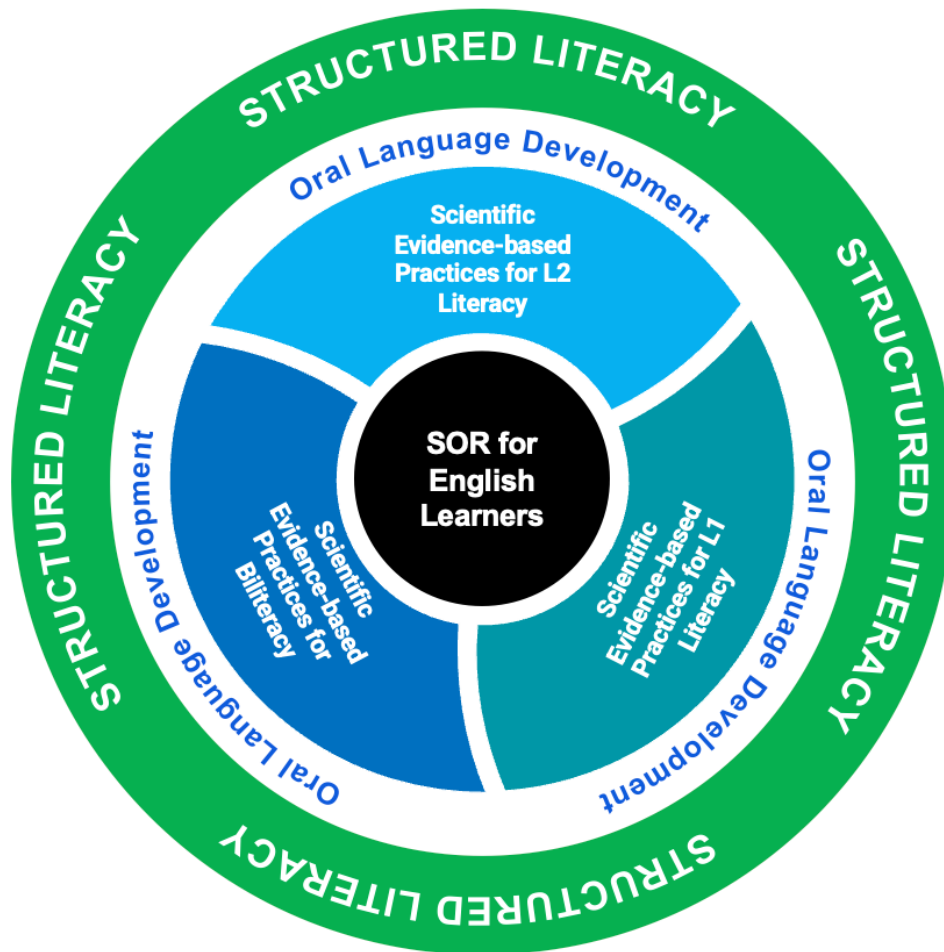 STRUCTURED LITERACY
Oral Language Development
Scientific
Evidence-based
Practices for L2
Literacy
STRUCTURED LITERACY
STRUCTURED LITERACY
SOR for
English
Learners
Oral Language Development
Scientific
Evidence-based
Practices for
Biliteracy
Scientific
Evidence-based
Practices for L1
Literacy
Oral Language Development
STRUCTURED LITERACY